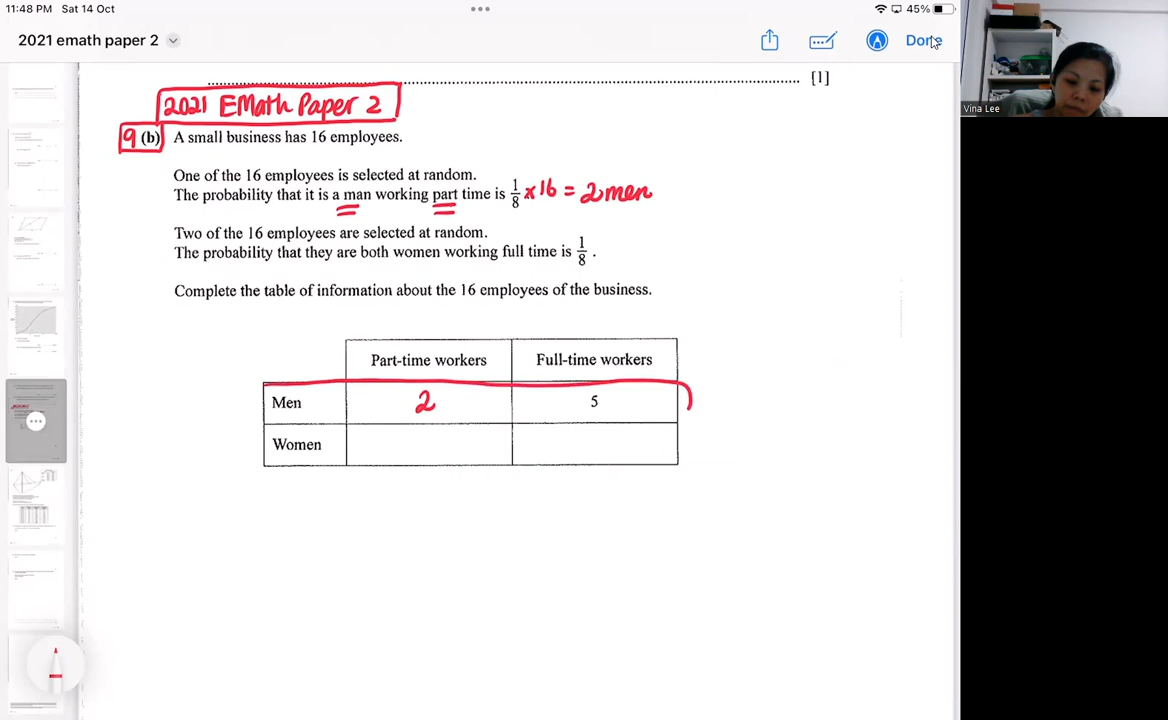 11:48 PM Sat 14 Oct
45%
2021 emath paper 2
Done
Vina Lee
[1]
2021 EMath Paper 2
9 (b) A small business has 16 employees.
One of the 16 employees is selected at random.
The probability that it is a man working part time is 1/8 × 16 = 2 men
Two of the 16 employees are selected at random.
The probability that they are both women working full time is 1/8 .
Complete the table of information about the 16 employees of the business.
Part-time workers Full-time workers
Men 2 5
Women